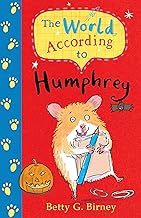 The World
According
to
Humphrey
Betty G. Birney